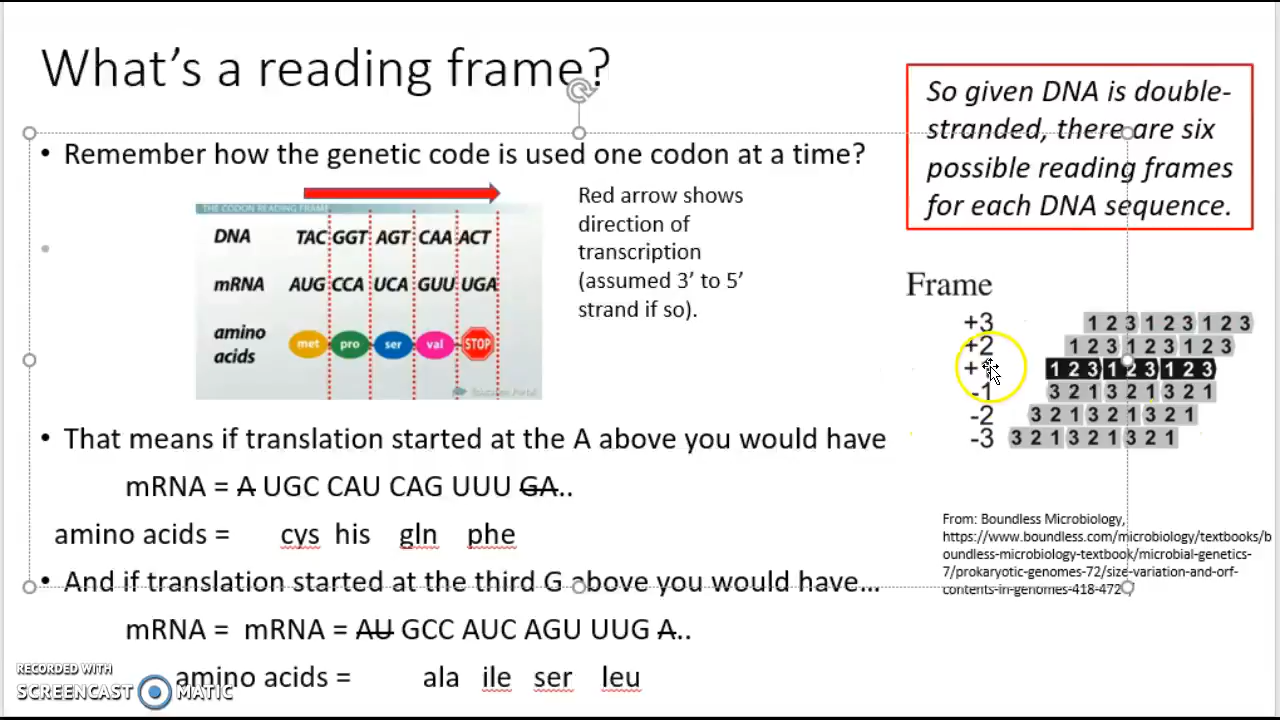 What's a reading frame?
• Remember how the genetic code is used one codon at a time?
THE CODON READING FRAME
DNA TAC GGT AGT CAA ACT
mRNA AUG CCA UCA GUU UGA
amino
acids
met pro ser val STOP
Education Portal
Red arrow shows
direction of
transcription
(assumed 3' to 5'
strand if so).
• That means if translation started at the A above you would have
mRNA = A UGC CAU CAG UUU GA..
amino acids = cys his gln phe
• And if translation started at the third G above you would have...
mRNA = mRNA = AU GCC AUC AGU UUG A..
amino acids = ala ile ser leu
So given DNA is double-
stranded, there are six
possible reading frames
for each DNA sequence.
Frame
+3 1 2 3 1 2 3 1 2 3
+2 1 2 3 1 2 3 1 2 3
+ 1 2 3 1 2 3 1 2 3
-1 3 2 1 3 2 1 3 2 1
-2 3 2 1 3 2 1 3 2 1
-3 3 2 1 3 2 1 3 2 1
From: Boundless Microbiology,
https://www.boundless.com/microbiology/textbooks/b
oundless-microbiology-textbook/microbial-genetics-
7/prokaryotic-genomes-72/size-variation-and-orf-
contents-in-genomes-418-472
RECORDED WITH
SCREENCAST MATIC